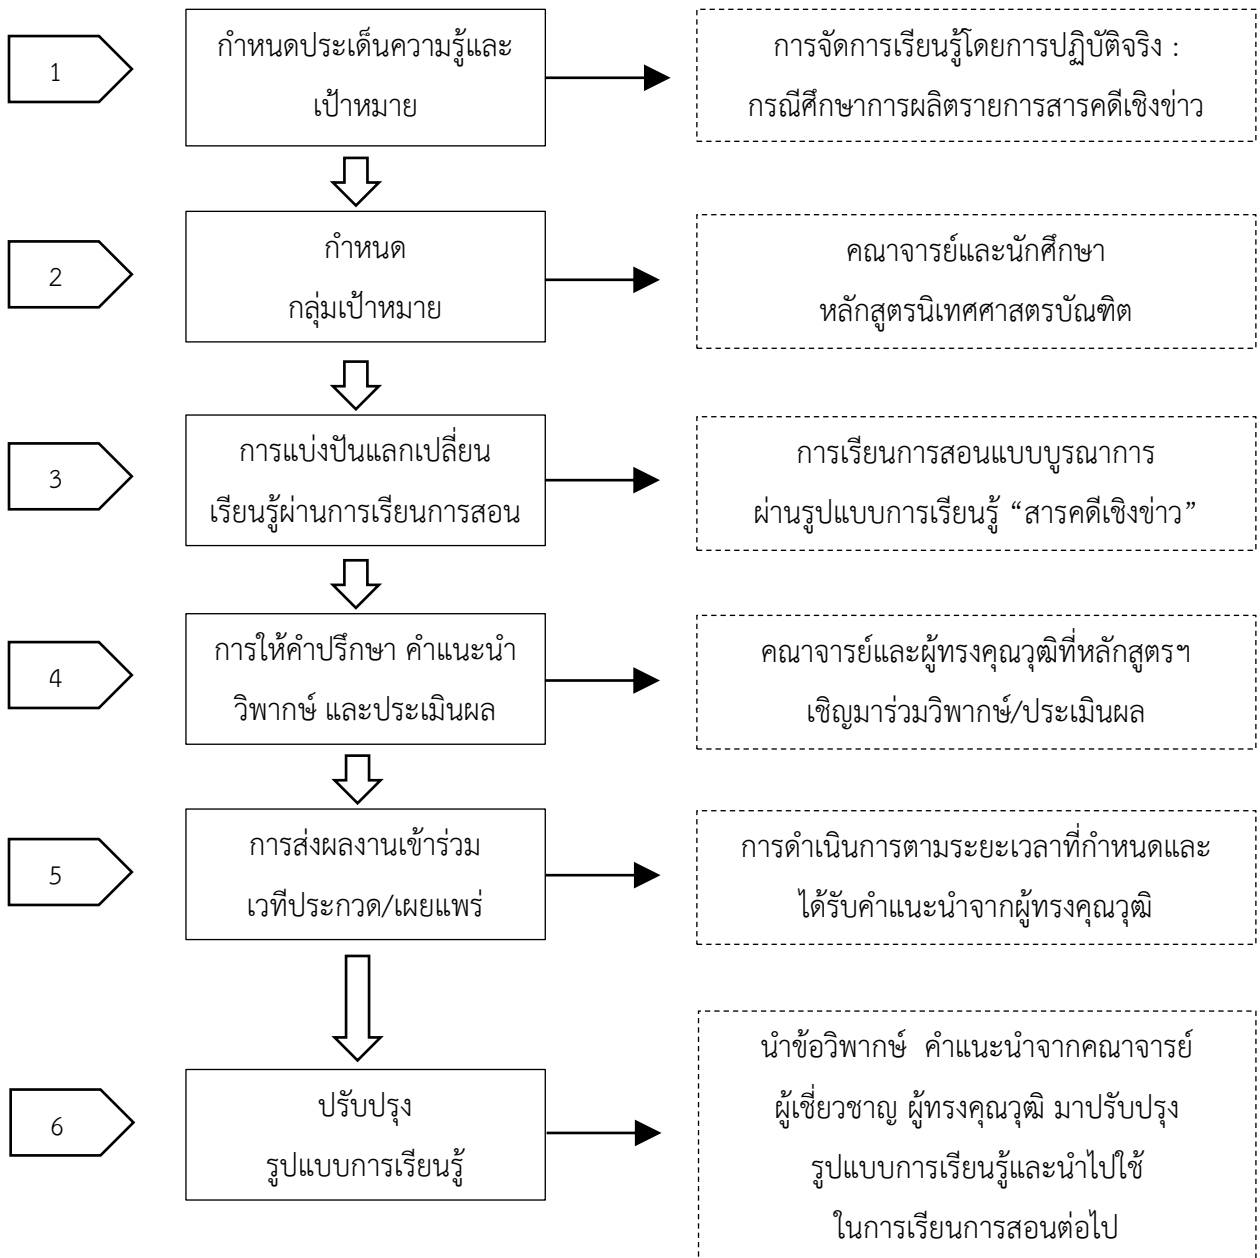 1
กำหนดประเด็นความรู้และ
เป้าหมาย
การจัดการเรียนรู้โดยการปฏิบัติจริง :
กรณีศึกษาการผลิตรายการสารคดีเชิงข่าว
2
กำหนด
กลุ่มเป้าหมาย
คณาจารย์และนักศึกษา
หลักสูตรนิเทศศาสตรบัณฑิต
3
การแบ่งปันแลกเปลี่ยน
เรียนรู้ผ่านการเรียนการสอน
การเรียนการสอนแบบบูรณาการ
ผ่านรูปแบบการเรียนรู้ “สารคดีเชิงข่าว”
4
การให้คำปรึกษา คำแนะนำ
วิพากษ์ และประเมินผล
คณาจารย์และผู้ทรงคุณวุฒิที่หลักสูตรฯ
เชิญมาร่วมวิพากษ์/ประเมินผล
5
การส่งผลงานเข้าร่วม
เวทีประกวด/เผยแพร่
การดำเนินการตามระยะเวลาที่กำหนดและ
ได้รับคำแนะนำจากผู้ทรงคุณวุฒิ
6
ปรับปรุง
รูปแบบการเรียนรู้
นำข้อวิพากษ์ คำแนะนำจากคณาจารย์
ผู้เชี่ยวชาญ ผู้ทรงคุณวุฒิ มาปรับปรุง
รูปแบบการเรียนรู้และนำไปใช้
ในการเรียนการสอนต่อไป